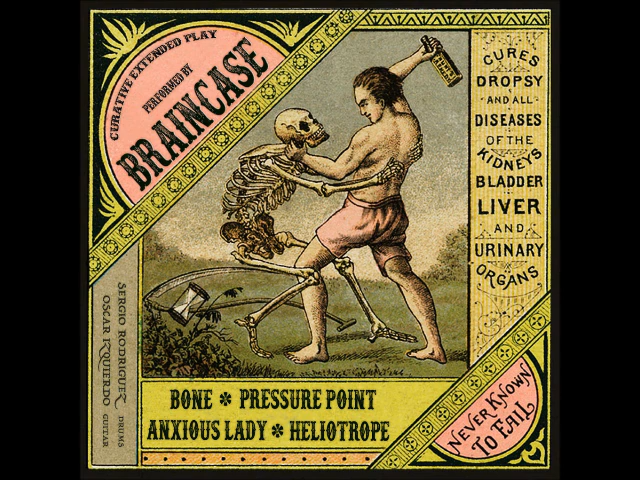 CURATIVE EXTENDED PLAY
PERFORMED BY
BRAINCASE
CURES
DROPSY
AND ALL
DISEASES
OF THE
KIDNEYS
BLADDER
LIVER
AND
URINARY
ORGANS
SERGIO RODRIGUEZ DRUMS
OSCAR IZQUIERDO GUITAR
BONE ❉ PRESSURE POINT
ANXIOUS LADY ❉ HELIOTROPE
NEVER KNOWN
TO FAIL